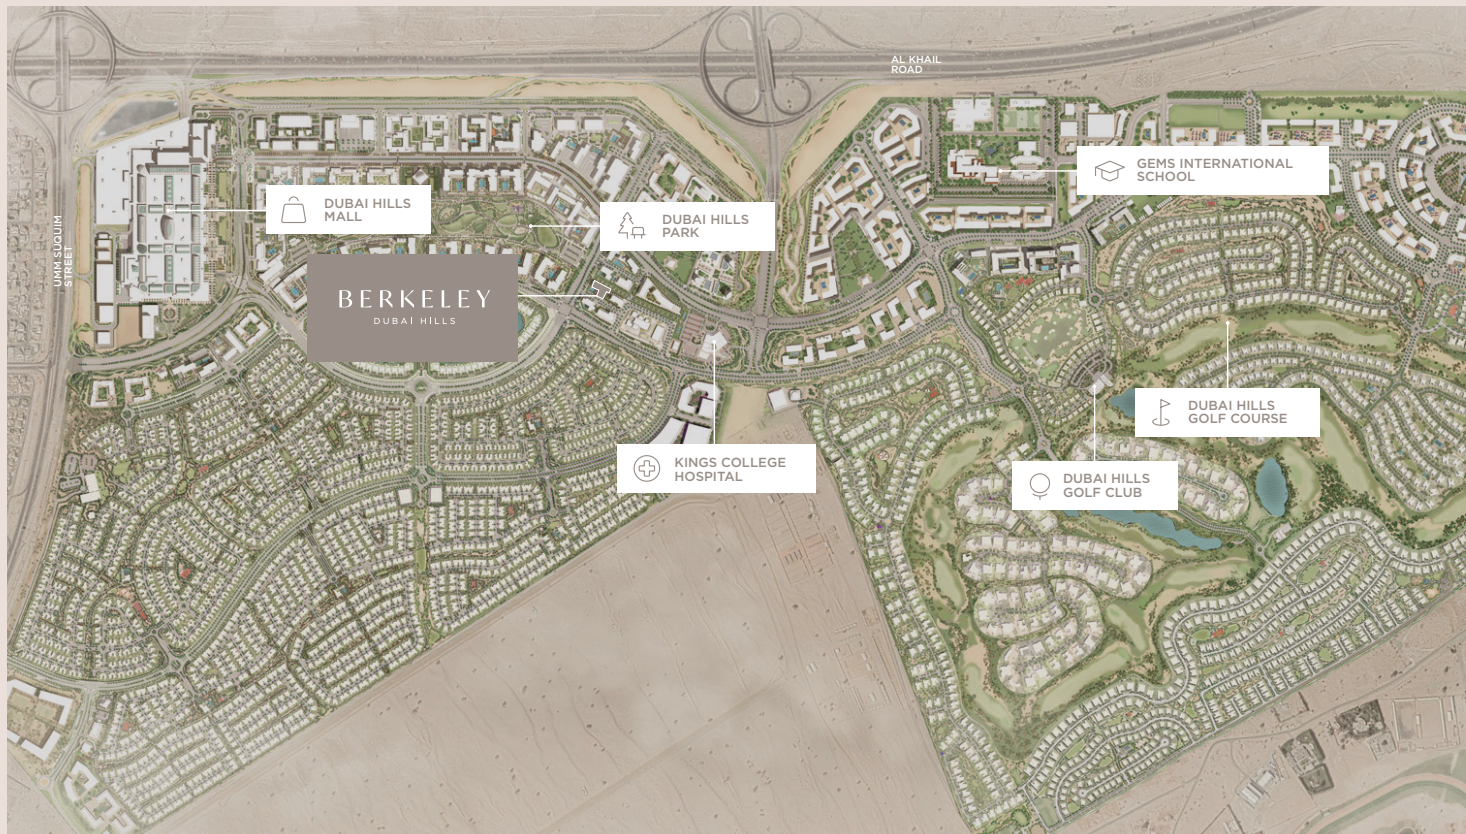 AL KHAIL
ROAD
GEMS INTERNATIONAL
SCHOOL
DUBAI HILLS
MALL
DUBAI HILLS
PARK
UMM SUQUIM
STREET
BERKELEY
DUBAI HILLS
DUBAI HILLS
GOLF COURSE
KINGS COLLEGE
HOSPITAL
DUBAI HILLS
GOLF CLUB